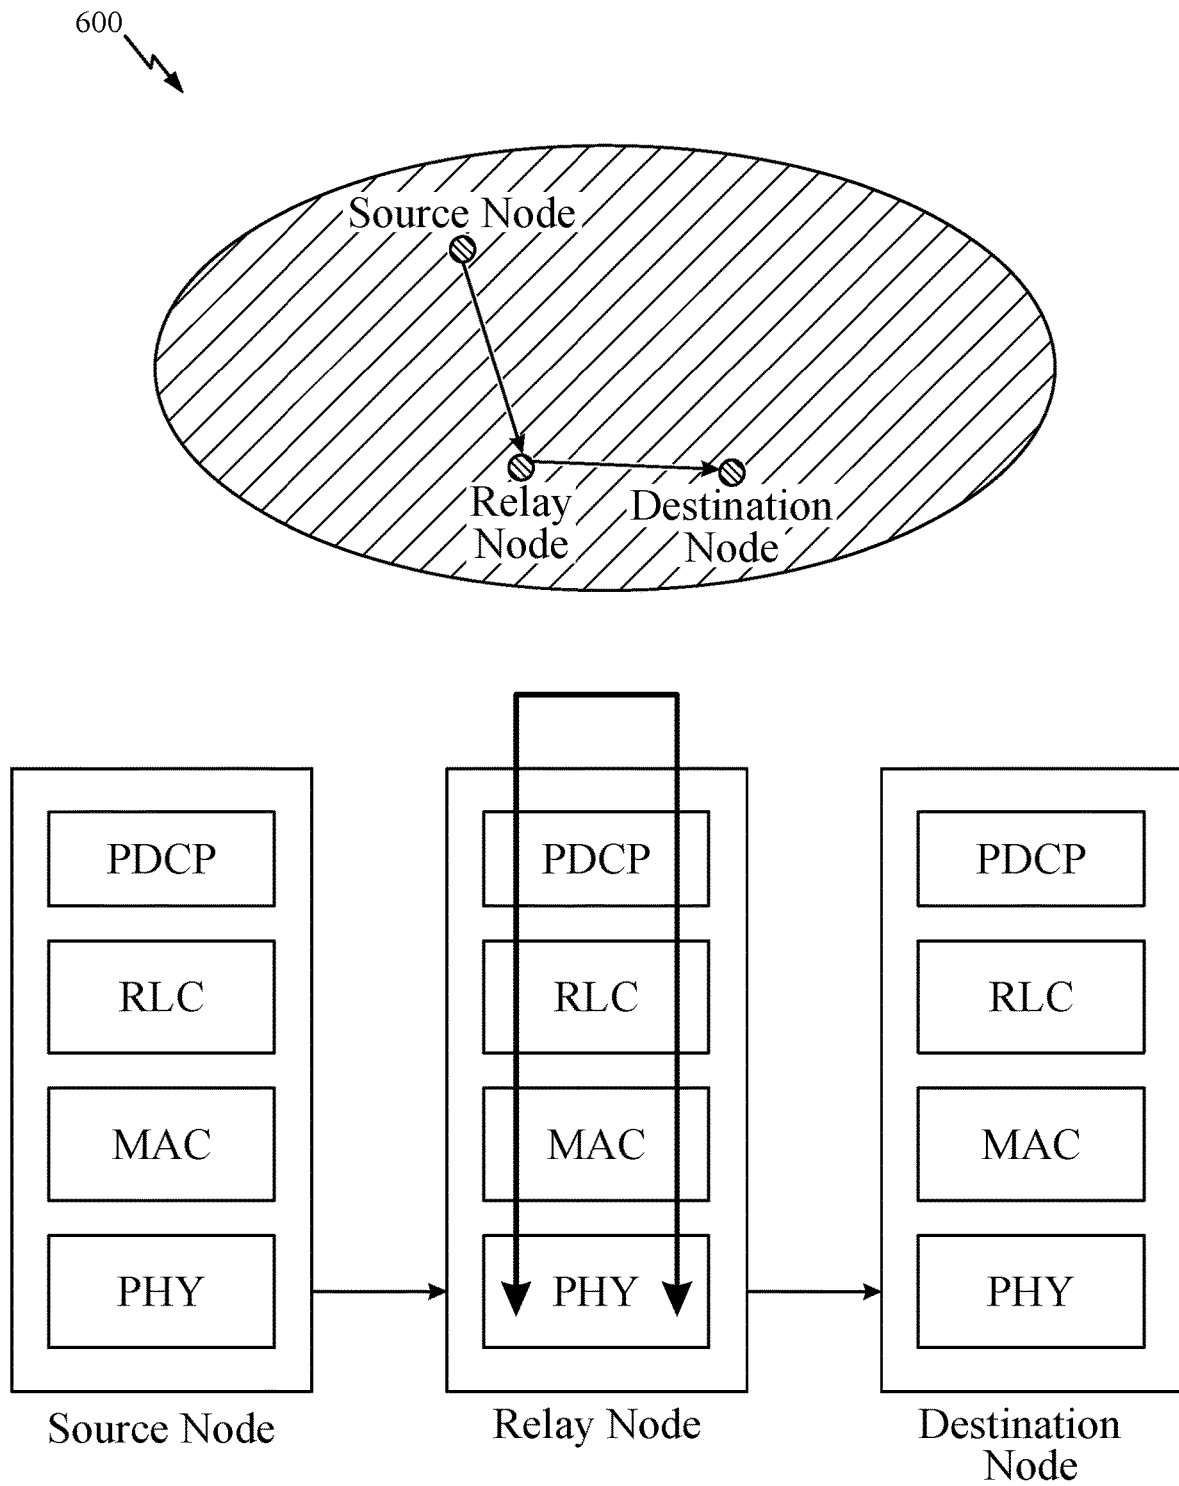 600
Source Node
Relay
Node
Destination
Node
PDCP
RLC
MAC
PHY
Source Node
PDCP
RLC
MAC
PHY
Relay Node
PDCP
RLC
MAC
PHY
Destination
Node